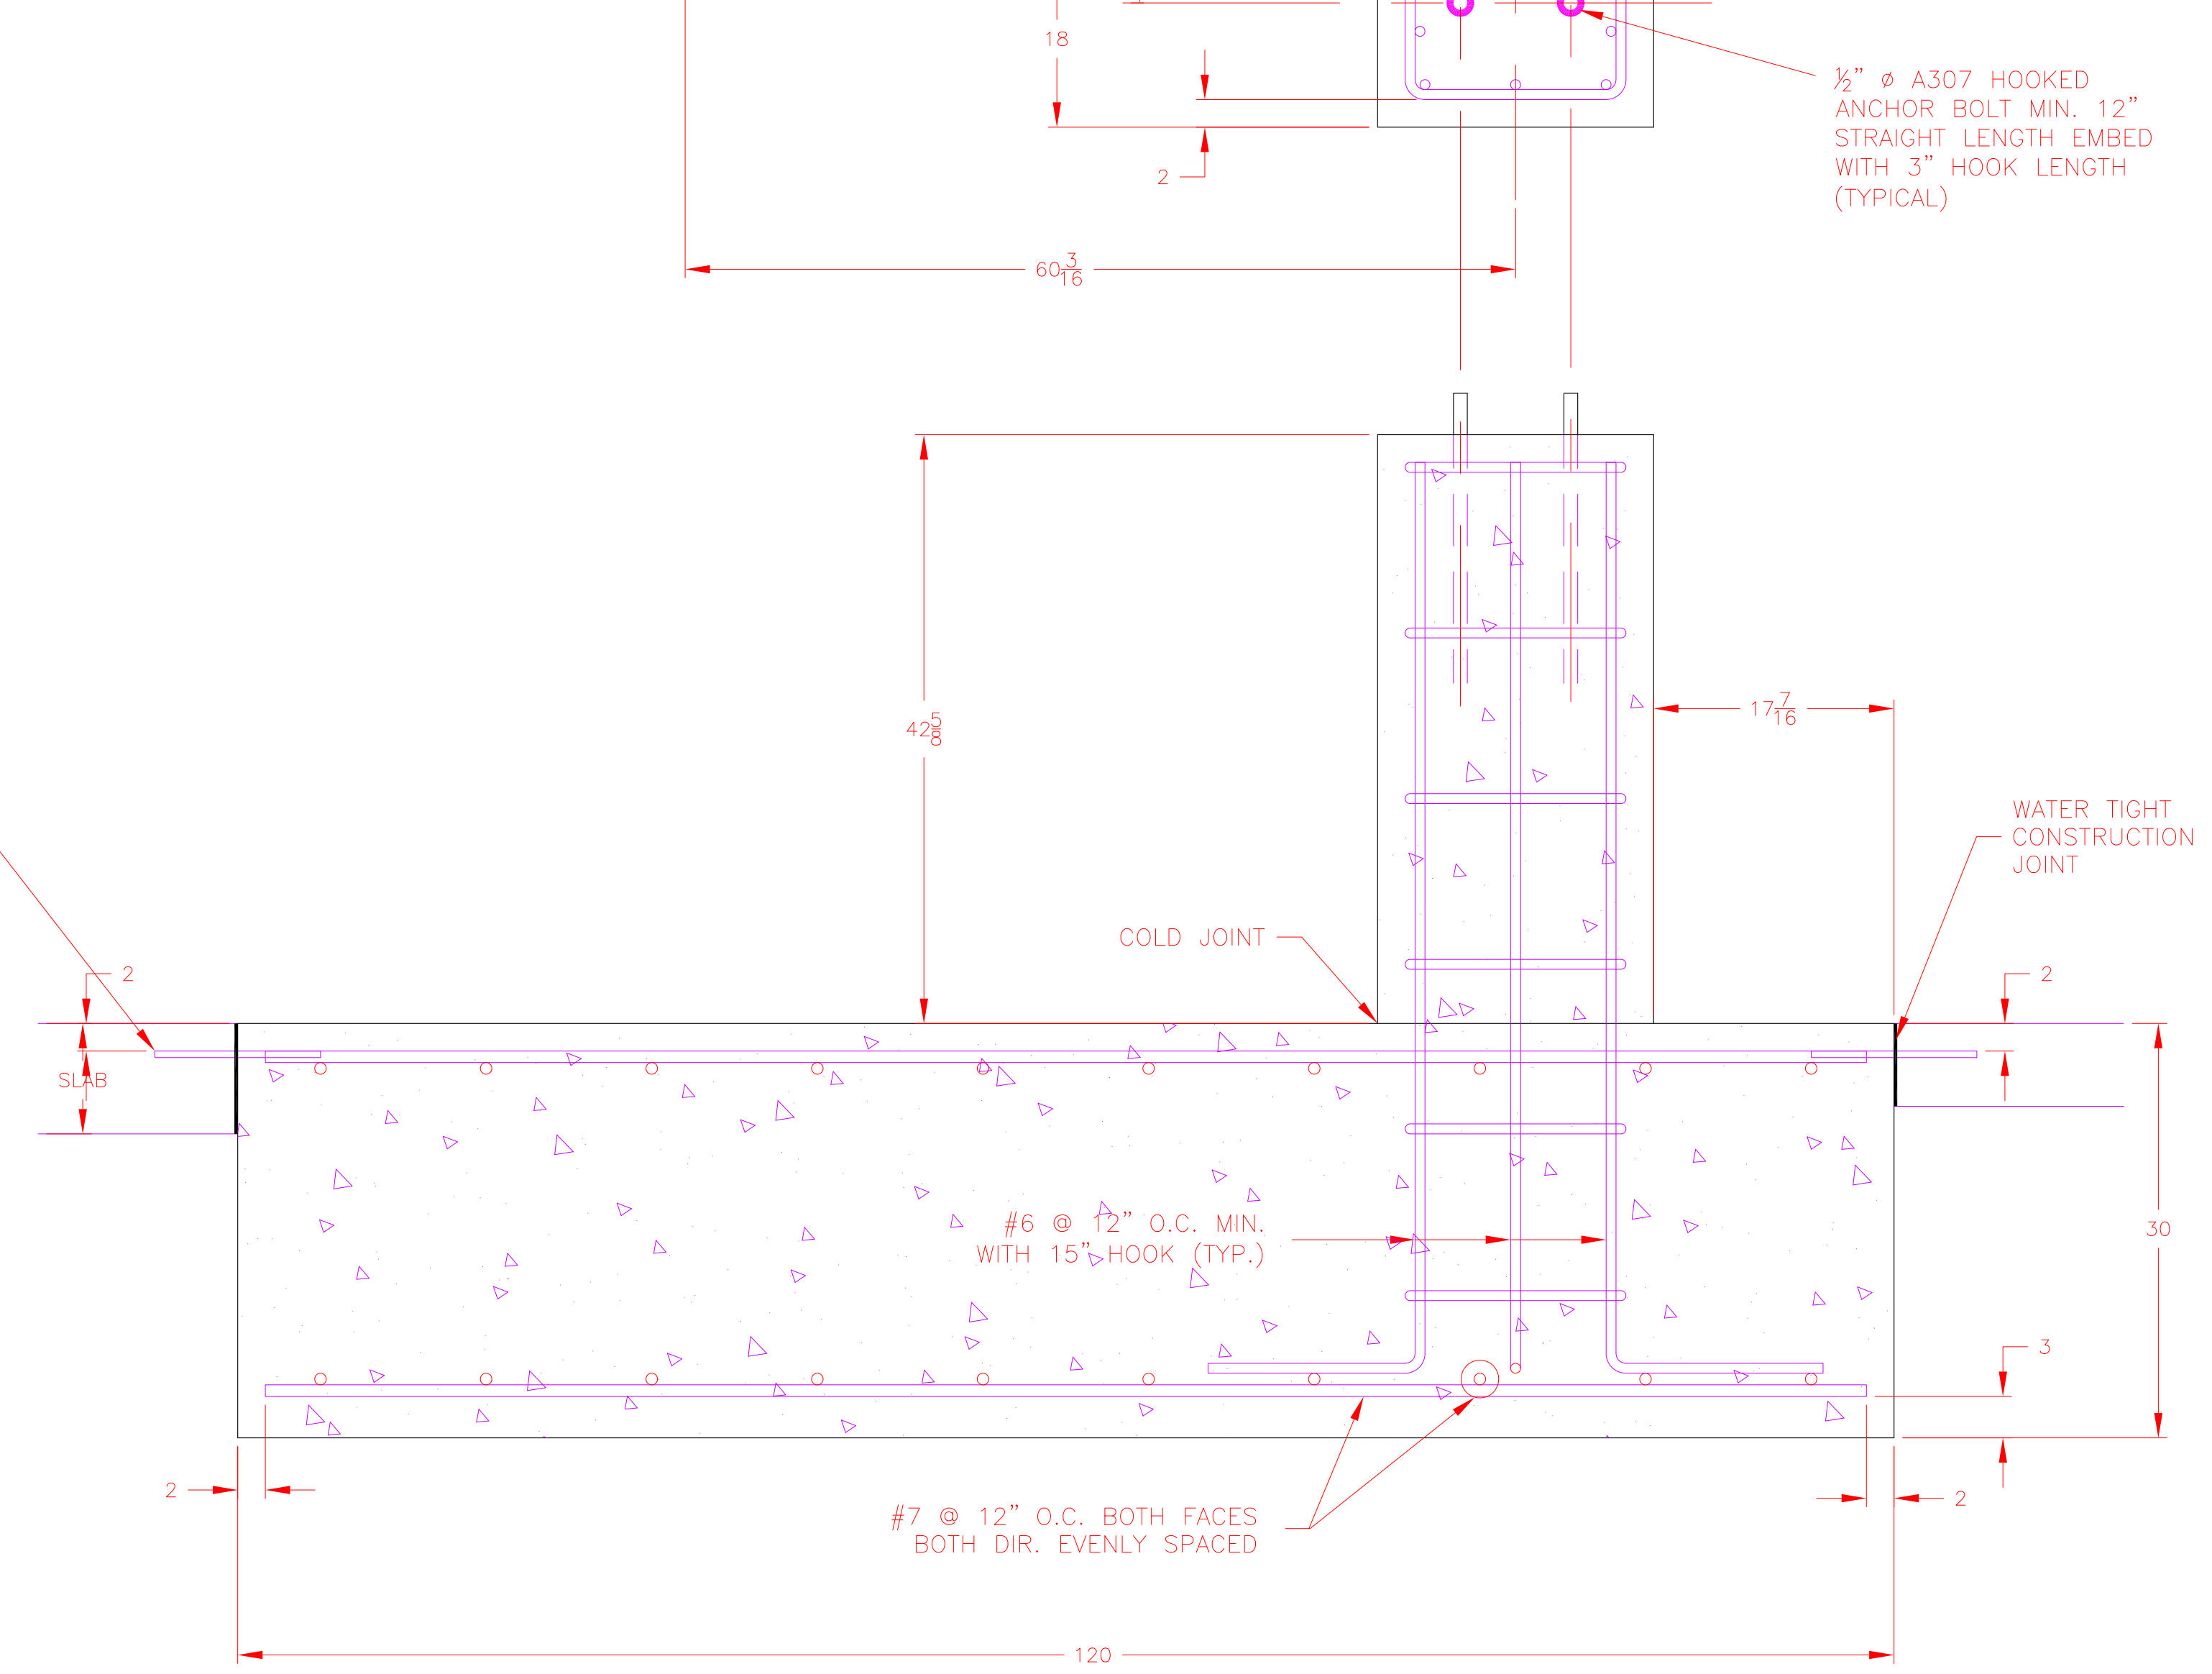 18
½” ø A307 HOOKED
ANCHOR BOLT MIN. 12”
STRAIGHT LENGTH EMBED
WITH 3” HOOK LENGTH
(TYPICAL)
2
60 3/16
42 5/8
17 7/16
WATER TIGHT
CONSTRUCTION
JOINT
COLD JOINT
2
2
SLAB
#6 @ 12” O.C. MIN.
WITH 15” HOOK (TYP.)
30
3
2
2
#7 @ 12” O.C. BOTH FACES
BOTH DIR. EVENLY SPACED
120